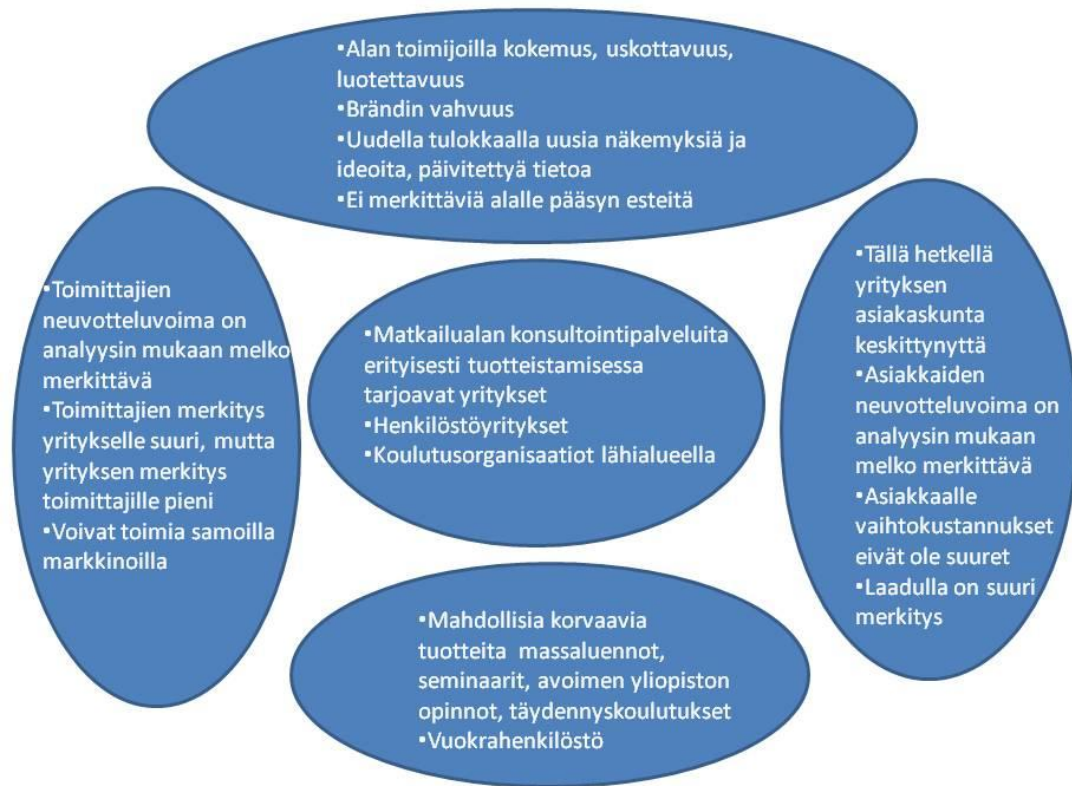 •Alan toimijoilla kokemus, uskottavuus,
luotettavuus
•Brändin vahvuus
•Uudella tulokkaalla uusia näkemyksiä ja
ideoita, päivitettyä tietoa
•Ei merkittäviä alalle pääsyn esteitä
•Toimittajien
neuvotteluvoima on
analyysin mukaan melko
merkittävä
•Toimittajien merkitys
yritykselle suuri, mutta
yrityksen merkitys
toimittajille pieni
•Voivat toimia samoilla
markkinoilla
•Matkailualan konsultointipalveluita
erityisesti tuotteistamisessa
tarjoavat yritykset
•Henkilöstöyritykset
•Koulutusorganisaatiot lähialueella
•Tällä hetkellä
yrityksen
asiakaskunta
keskittynyttä
•Asiakkaiden
neuvotteluvoima on
analyysin mukaan
melko merkittävä
•Asiakkaalle
vaihtokustannukset
eivät ole suuret
•Laadulla on suuri
merkitys
•Mahdollisia korvaavia
tuotteita massaluennot,
seminaarit, avoimen yliopiston
opinnot, täydennyskoulutukset
•Vuokrahenkilöstö